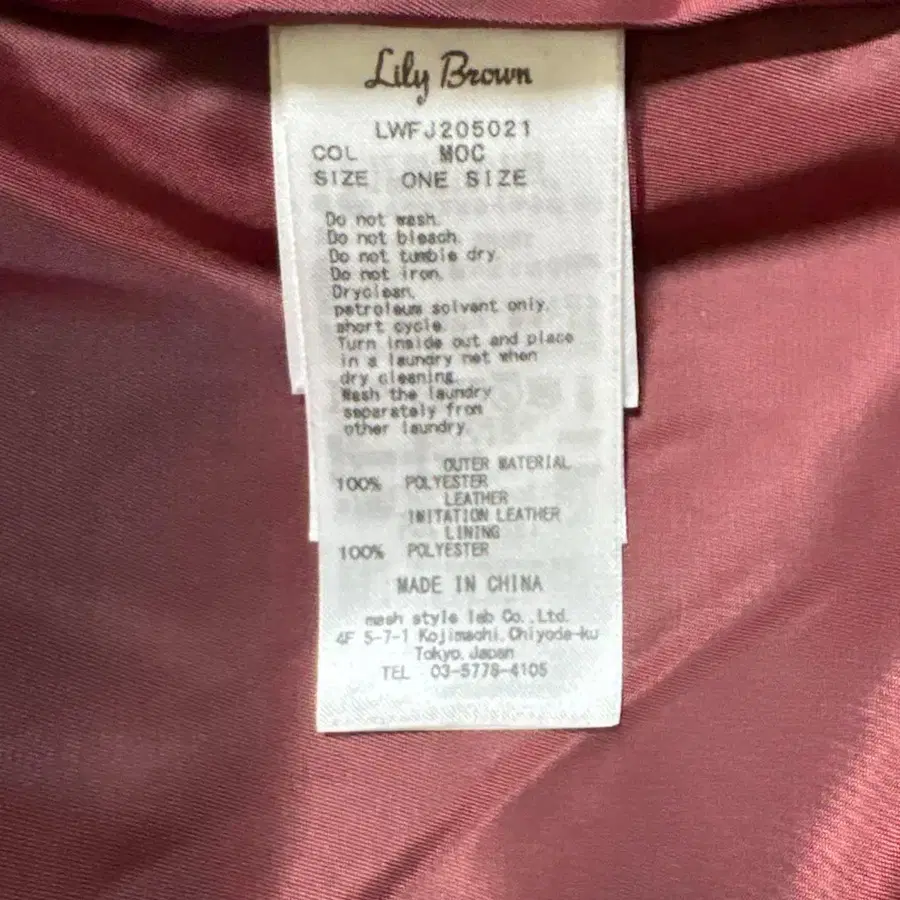 Lily Brown
LWFJ205021
COL MOC
SIZE ONE SIZE
Do not wash.
Do not bleach.
Do not tumble dry.
Do not iron.
Dryclean,
petroleum solvent only,
short cycle.
Turn inside out and place
in a laundry net when
dry cleaning.
Wash the laundry
separately from
other laundry.
OUTER MATERIAL
100% POLYESTER
LEATHER
IMITATION LEATHER
LINING
100% POLYESTER
MADE IN CHINA
mash style lab Co.,Ltd.
4F 5-7-1 Kojimachi,Chiyoda-ku
Tokyo,Japan
TEL 03-5778-4105